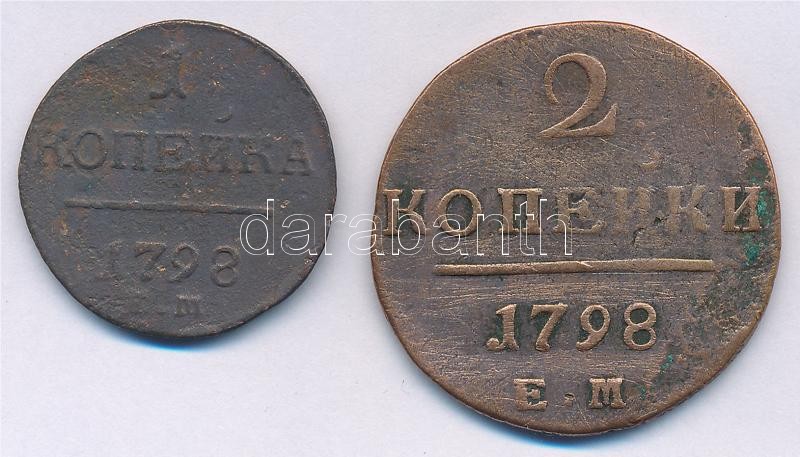 1
КОПЕЙКА
1798
М
2
КОПЕЙКИ
1798
Е.М
darabanth